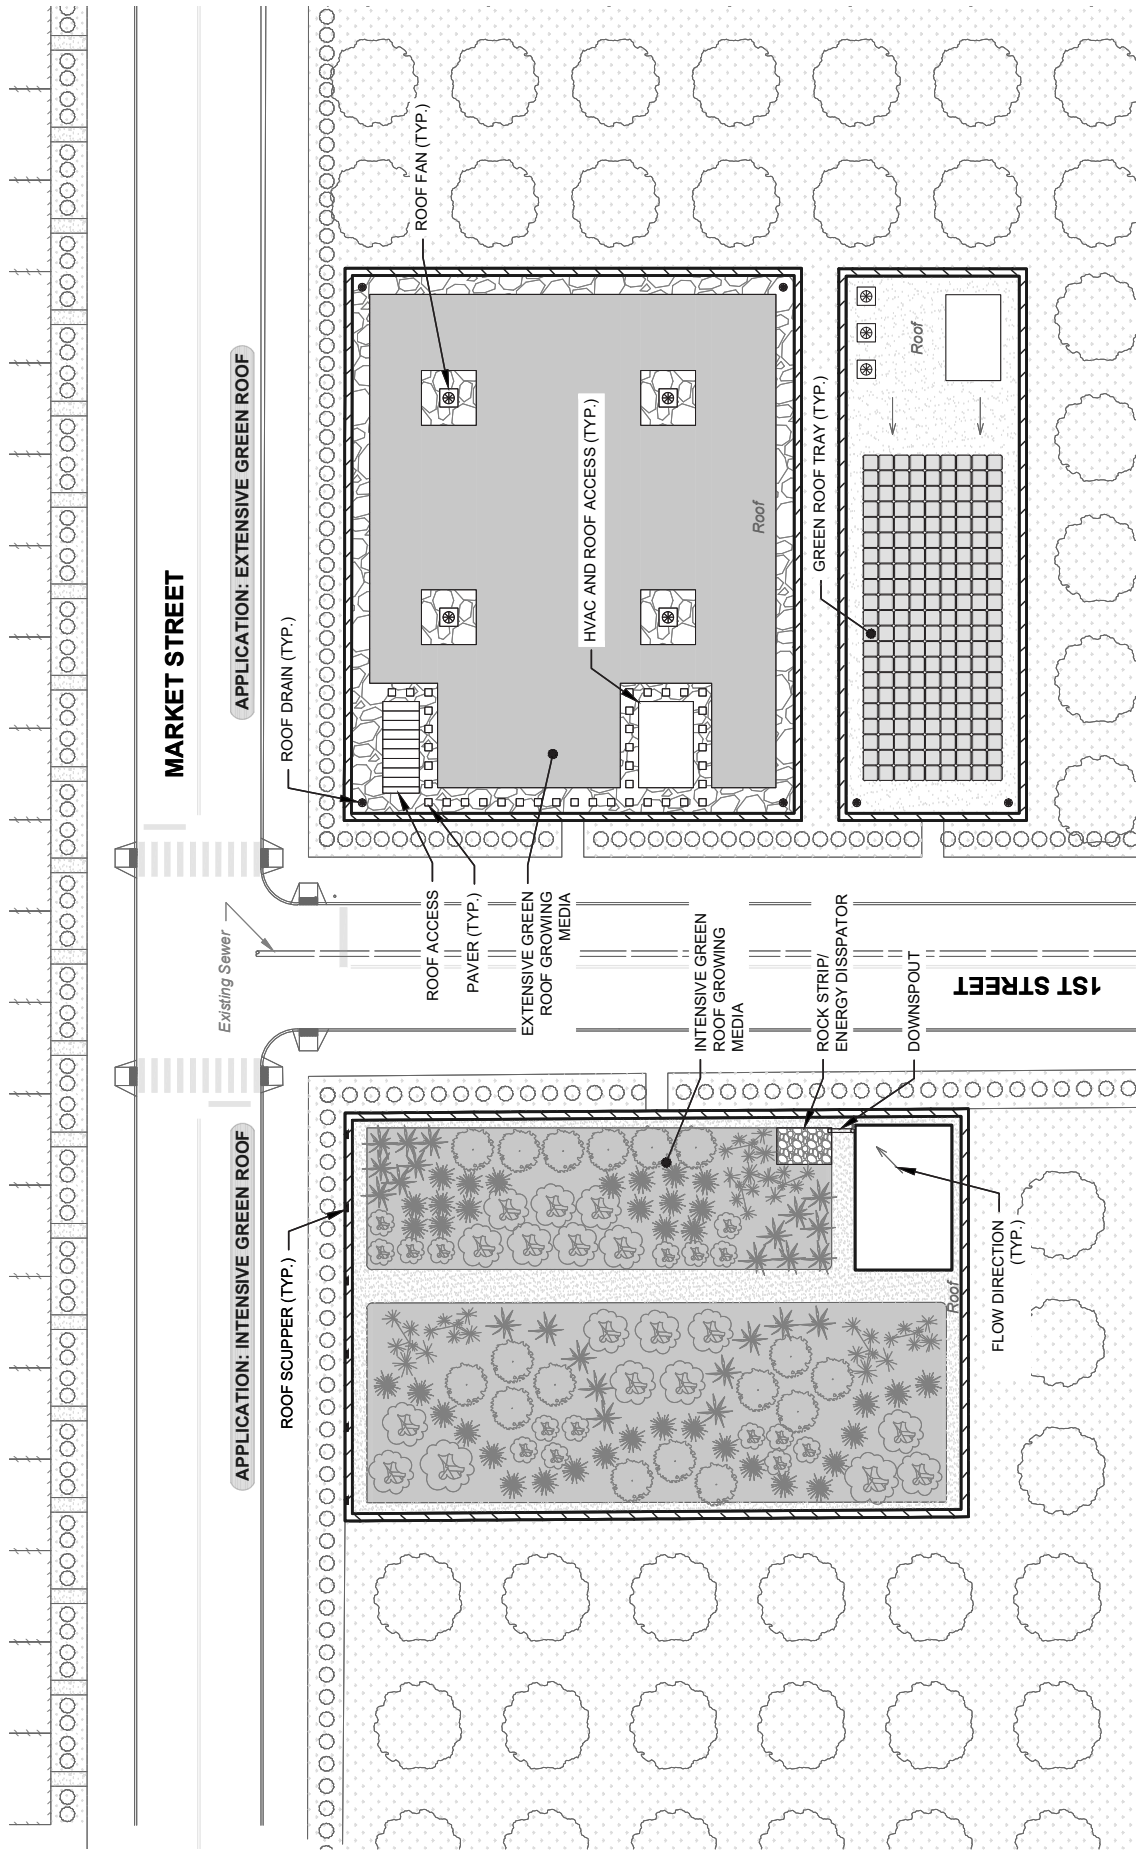 MARKET STREET
APPLICATION: INTENSIVE GREEN ROOF
APPLICATION: EXTENSIVE GREEN ROOF
Existing Sewer
ROOF SCUPPER (TYP.)
ROOF DRAIN (TYP.)
ROOF FAN (TYP.)
ROOF ACCESS
PAVER (TYP.)
EXTENSIVE GREEN
ROOF GROWING
MEDIA
HVAC AND ROOF ACCESS (TYP.)
INTENSIVE GREEN
ROOF GROWING
MEDIA
Roof
GREEN ROOF TRAY (TYP.)
ROCK STRIP/
ENERGY DISSPATOR
DOWNSPOUT
Roof
Roof
FLOW DIRECTION
(TYP.)
1ST STREET